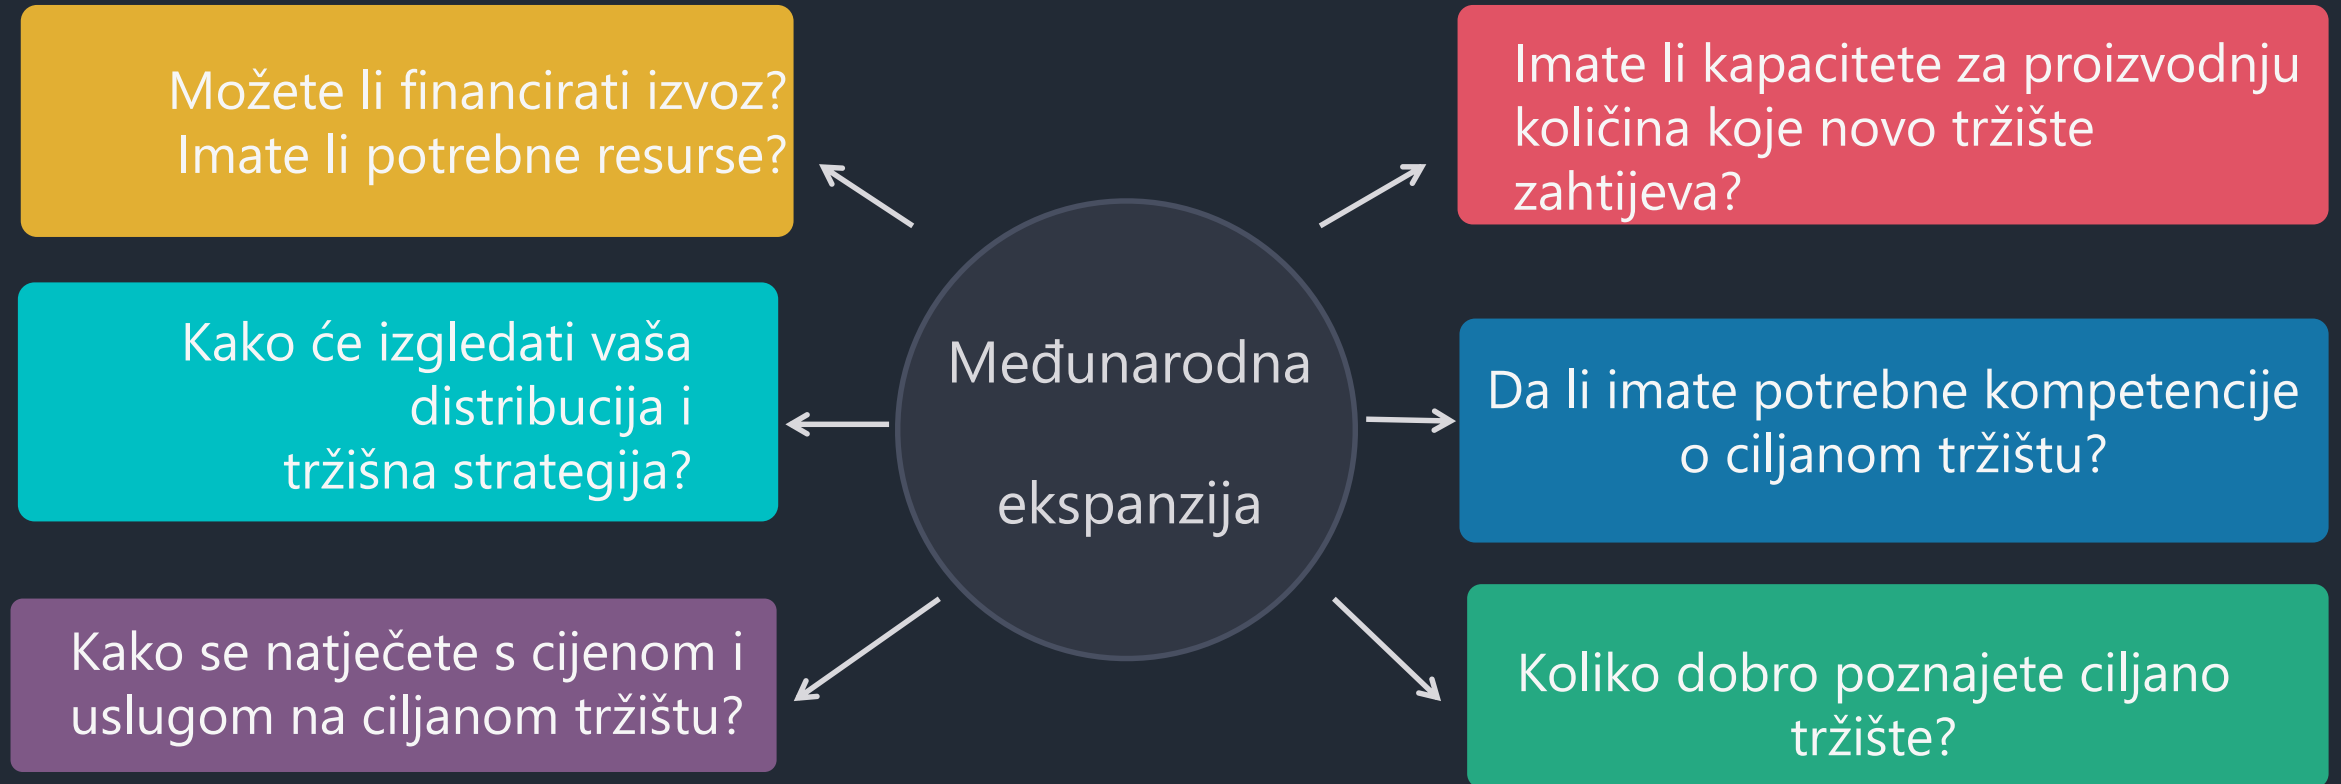 Možete li financirati izvoz?
Imate li potrebne resurse?
Kako će izgledati vaša
distribucija i
tržišna strategija?
Kako se natječete s cijenom i
uslugom na ciljanom tržištu?
Međunarodna
ekspanzija
Imate li kapacitete za proizvodnju
količina koje novo tržište
zahtijeva?
Da li imate potrebne kompetencije
o ciljanom tržištu?
Koliko dobro poznajete ciljano
tržište?